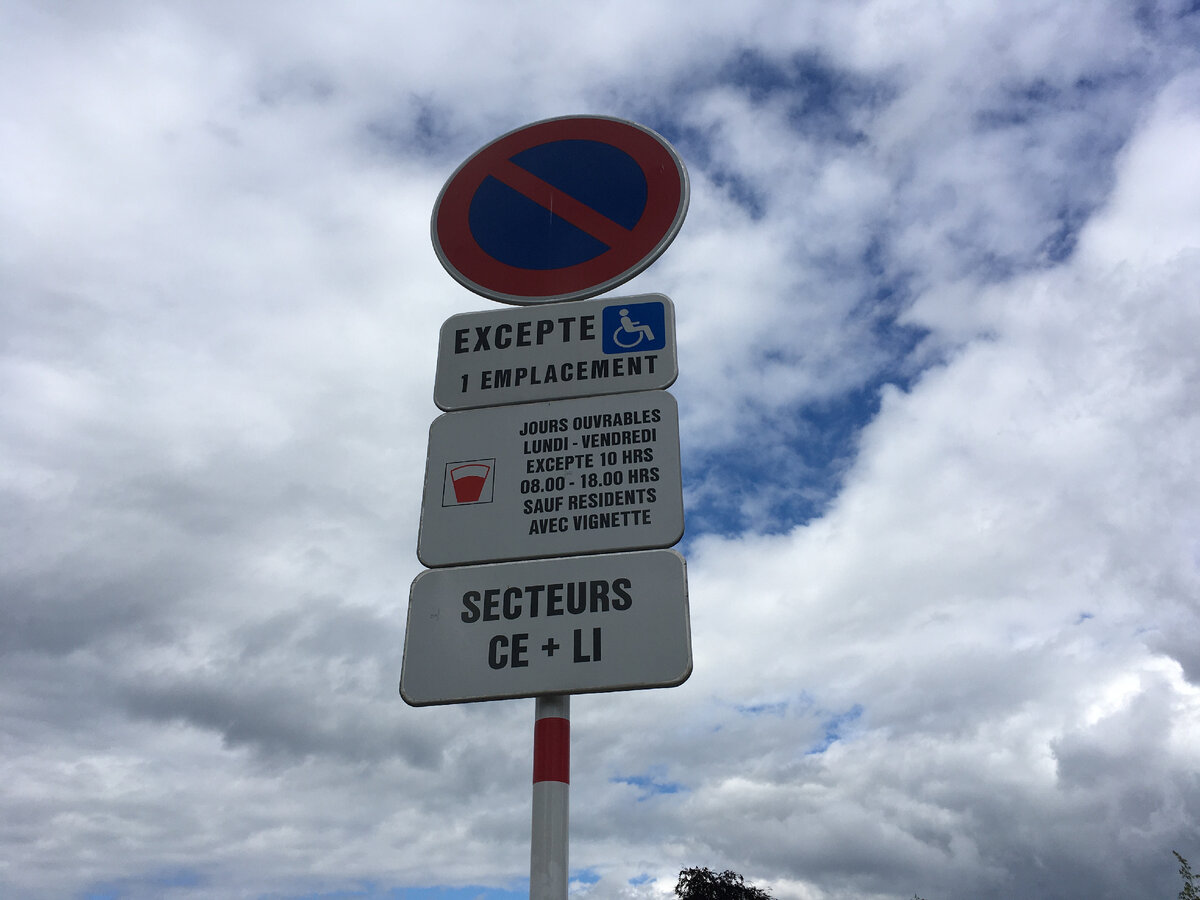 EXCEPTE
1 EMPLACEMENT
JOURS OUVRABLES
LUNDI - VENDREDI
EXCEPTE 10 HRS
08.00 - 18.00 HRS
SAUF RESIDENTS
AVEC VIGNETTE
SECTEURS
CE + LI